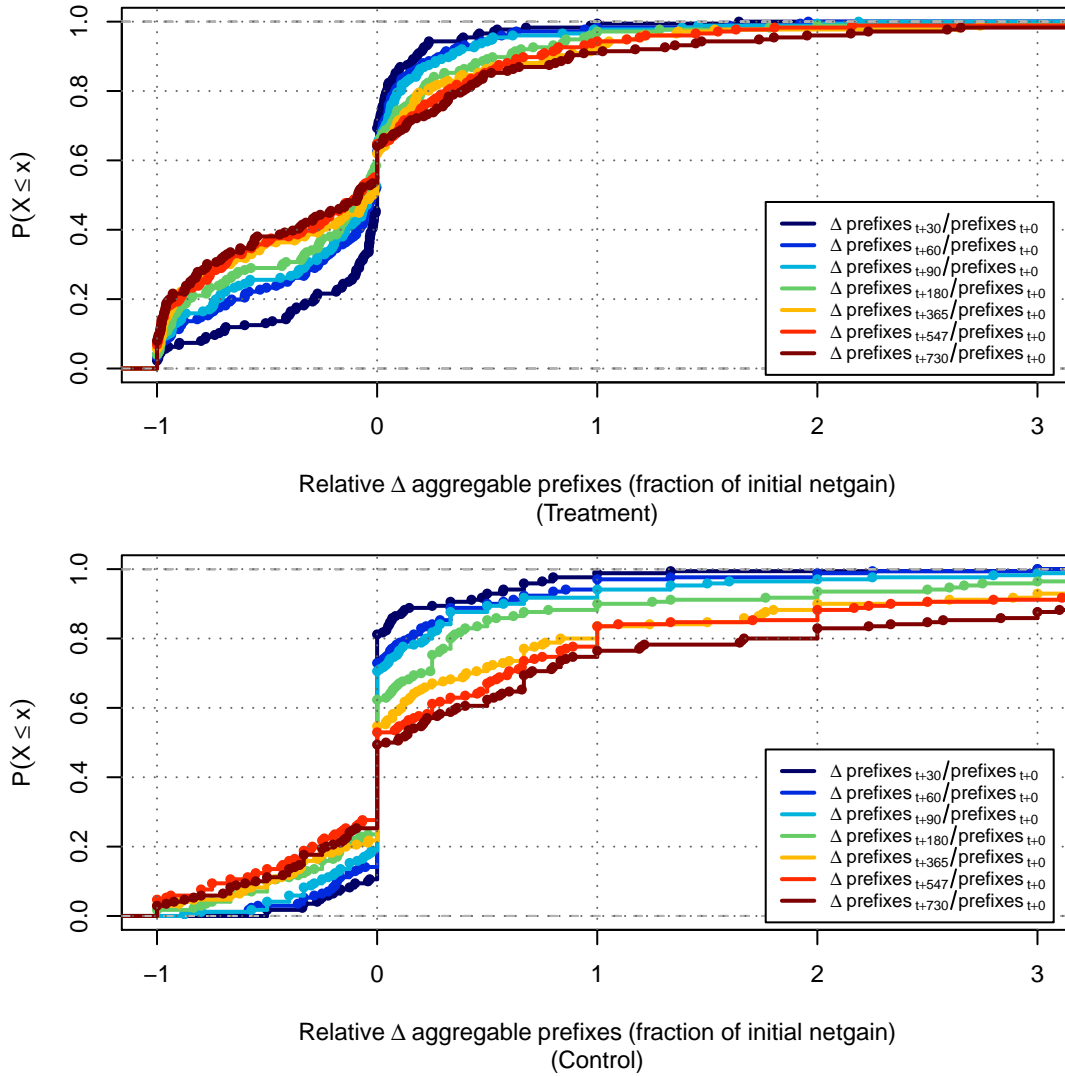 1.0
0.8
0.6
0.4
0.2
0.0
P(X ≤ x)
Δ prefixes t+30/prefixes t+0
Δ prefixes t+60/prefixes t+0
Δ prefixes t+90/prefixes t+0
Δ prefixes t+180/prefixes t+0
Δ prefixes t+365/prefixes t+0
Δ prefixes t+547/prefixes t+0
Δ prefixes t+730/prefixes t+0
−1 0 1 2 3
Relative Δ aggregable prefixes (fraction of initial netgain)
(Treatment)
1.0
0.8
0.6
0.4
0.2
0.0
P(X ≤ x)
Δ prefixes t+30/prefixes t+0
Δ prefixes t+60/prefixes t+0
Δ prefixes t+90/prefixes t+0
Δ prefixes t+180/prefixes t+0
Δ prefixes t+365/prefixes t+0
Δ prefixes t+547/prefixes t+0
Δ prefixes t+730/prefixes t+0
−1 0 1 2 3
Relative Δ aggregable prefixes (fraction of initial netgain)
(Control)